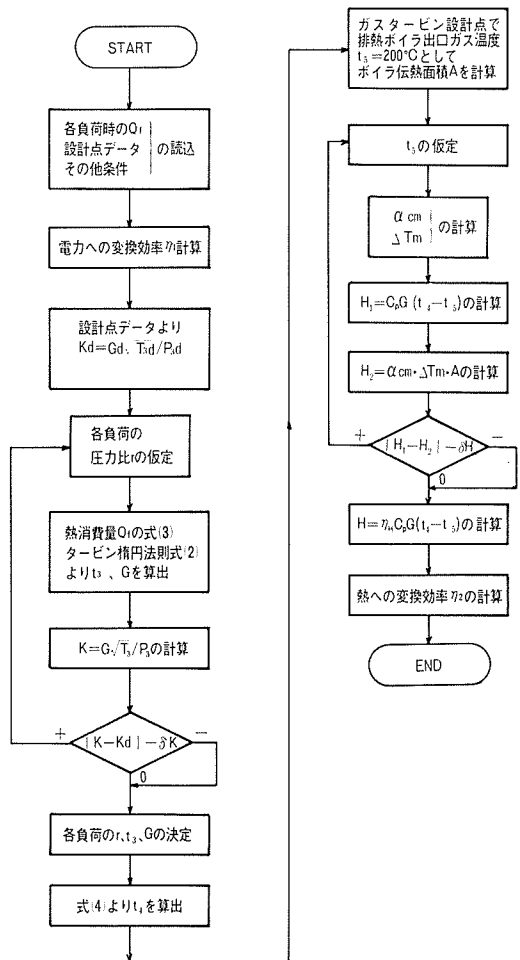 START
各負荷時のQf
設計点データ
その他条件
の読込
電力への変換効率η₁計算
設計点データより
Kd=Gd√T₃d/P₃d
各負荷の
圧力比rの仮定
熱消費量Qfの式(3)
タービン楕円法則式(2)
よりt₃、Gを算出
K=G√T₃/P₃の計算
+
|K−Kd|−δK
−
0
各負荷のr、t₃、Gの決定
式(4)よりt₄を算出
ガスタービン設計点で
排熱ボイラ出口ガス温度
t₅=200℃として
ボイラ伝熱面積Aを計算
t₅の仮定
αcm
ΔTm
の計算
H₁=CpG(t₄−t₅)の計算
H₂=αcm・ΔTm・Aの計算
+
|H₁−H₂|−δH
−
0
の計算
熱への変換効率η₂の計算
END